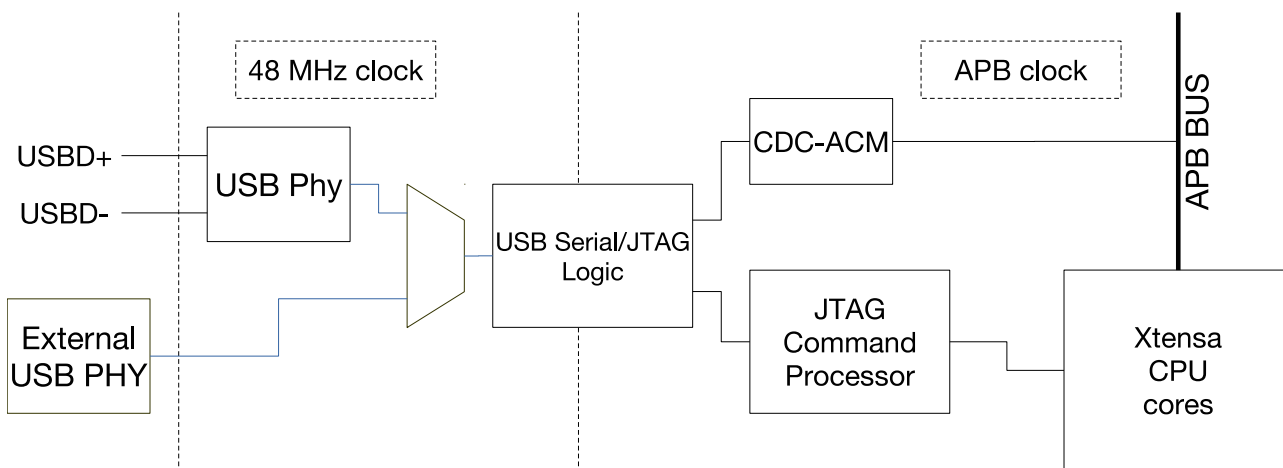 48 MHz clock
APB clock
USBD+
USBD-
USB Phy
CDC-ACM
APB BUS
USB Serial/JTAG
Logic
External
USB PHY
JTAG
Command
Processor
Xtensa
CPU
cores